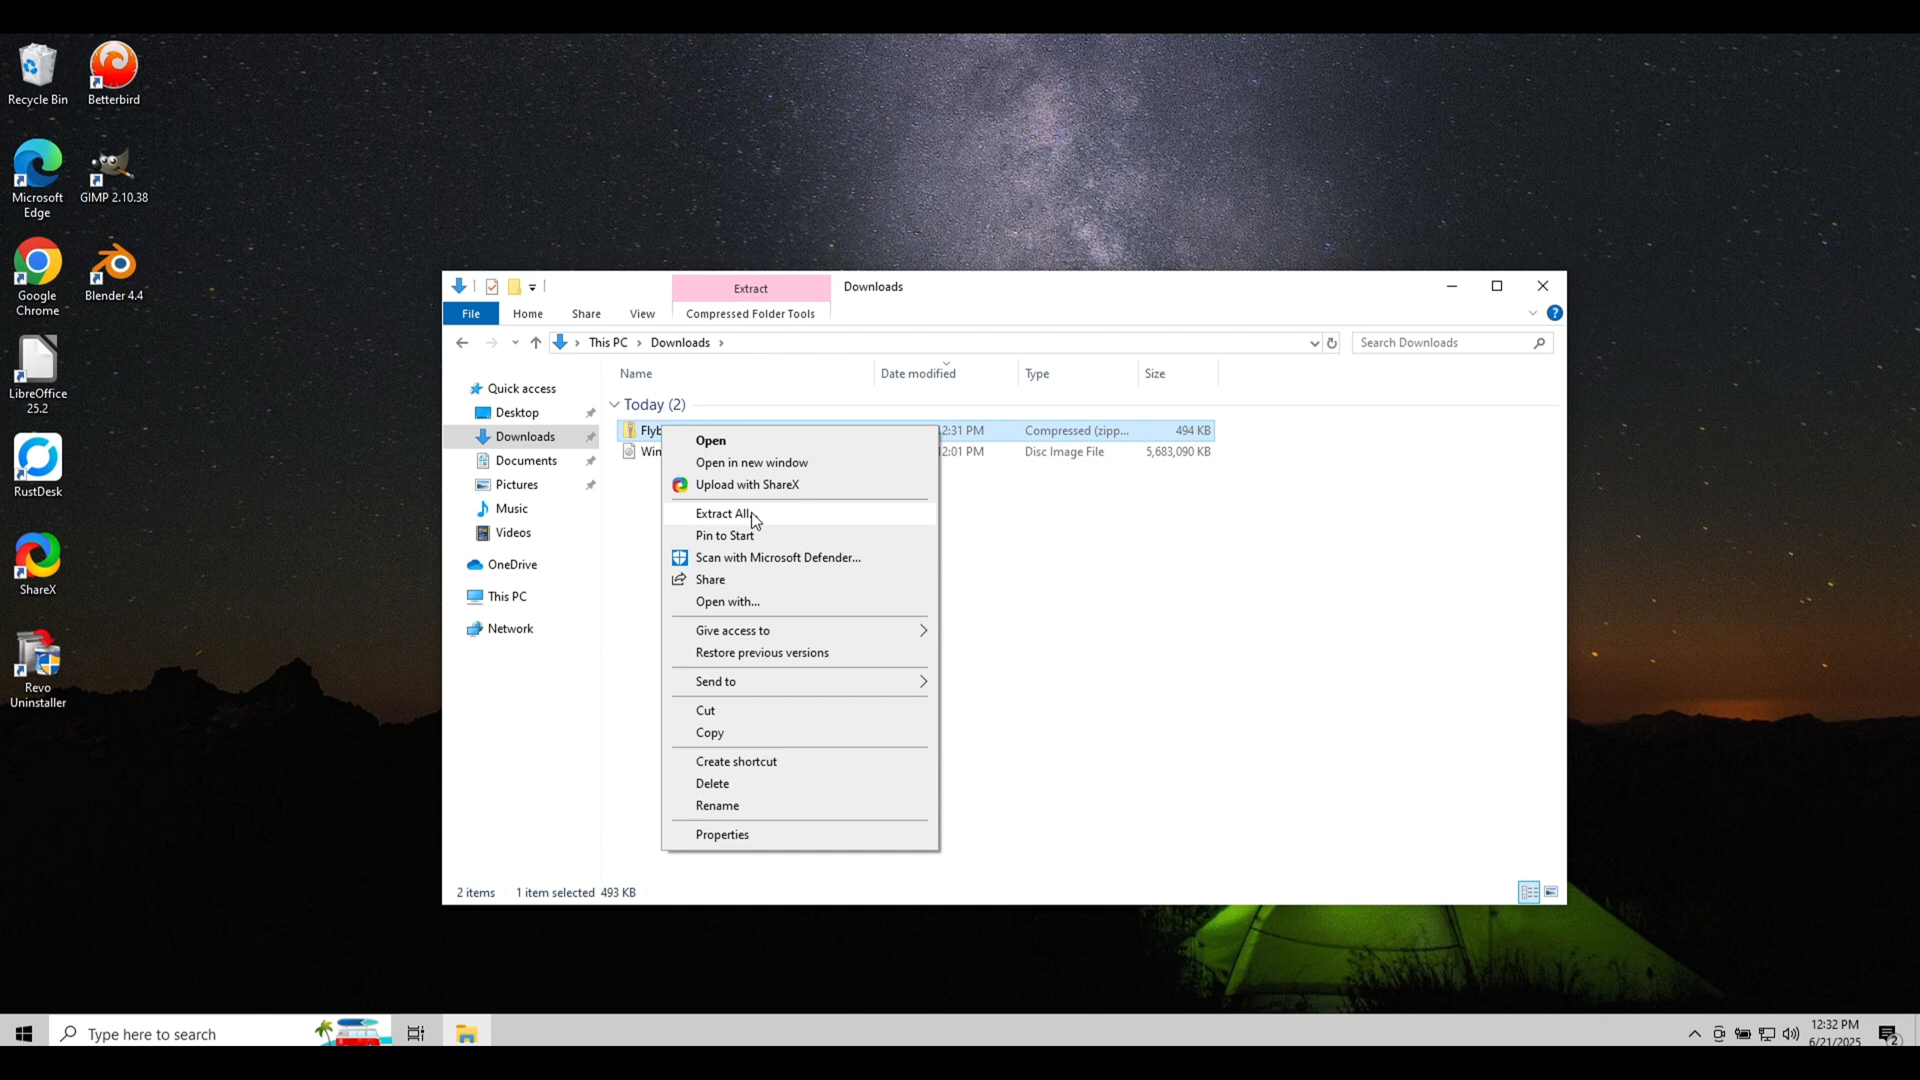 Recycle Bin
Betterbird
Microsoft
Edge
GIMP 2.10.38
Google
Chrome
Blender 4.4
LibreOffice
25.2
RustDesk
ShareX
Revo
Uninstaller
Extract
Downloads
File
Home
Share
View
Compressed Folder Tools
This PC
Downloads
Search Downloads
Name
Date modified
Type
Size
Quick access
Desktop
Downloads
Documents
Pictures
Music
Videos
OneDrive
This PC
Network
Today (2)
2:31 PM
Compressed (zipp...
494 KB
2:01 PM
Disc Image File
5,683,090 KB
Open
Open in new window
Upload with ShareX
Extract All
Pin to Start
Scan with Microsoft Defender...
Share
Open with...
Give access to
Restore previous versions
Send to
Cut
Copy
Create shortcut
Delete
Rename
Properties
2 items
1 item selected 493 KB
Type here to search
12:32 PM
6/21/2025
2